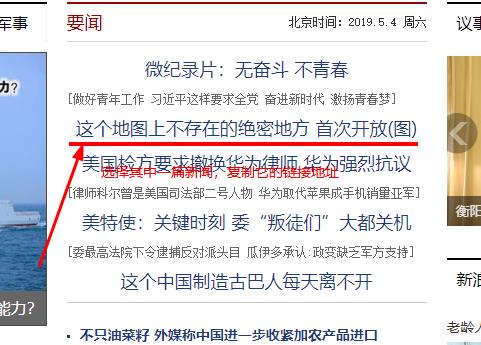 军事
要闻
北京时间：2019.5.4 周六
议事
微纪录片：无奋斗 不青春
[做好青年工作 习近平这样要求全党 奋进新时代 激扬青春梦]
这个地图上不存在的绝密地方 首次开放(图)
美国检方要求撤换华为律师 华为强烈抗议
选择其中一篇新闻，复制它的链接地址
[律师科尔曾是美国司法部二号人物 华为取代苹果成手机销量亚军]
美特使：关键时刻 委“叛徒们”大都关机
[委最高法院下令逮捕反对派头目 瓜伊多承认:政变缺乏军方支持]
这个中国制造古巴人每天离不开
不只油菜籽 外媒称中国进一步收紧加农产品进口
力?
能力?
衡阳
新浪
老龄